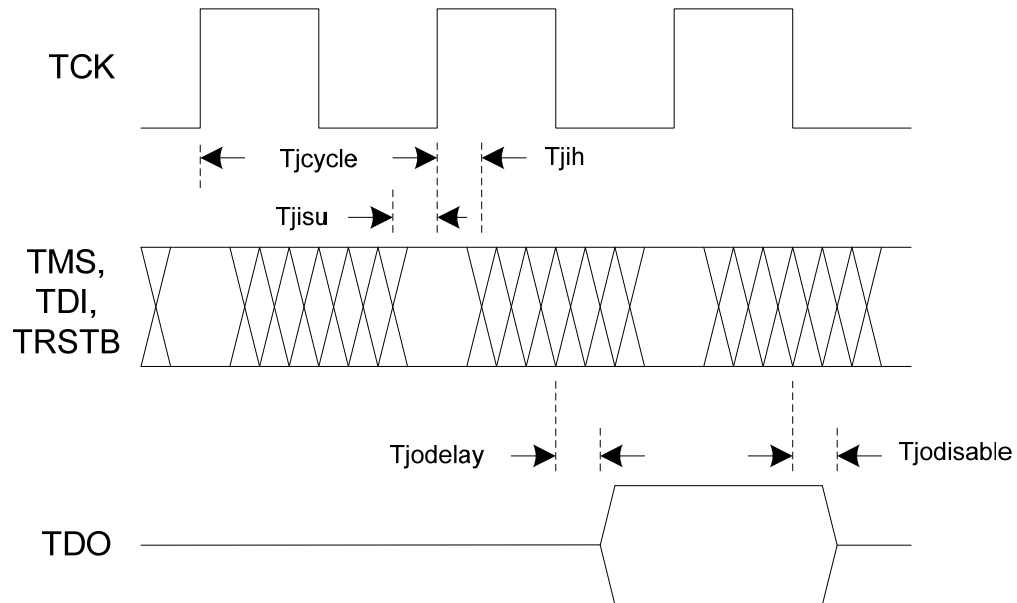 TCK
Tjcycle
Tjih
Tjisu
TMS,
TDI,
TRSTB
Tjodelay
Tjodisable
TDO